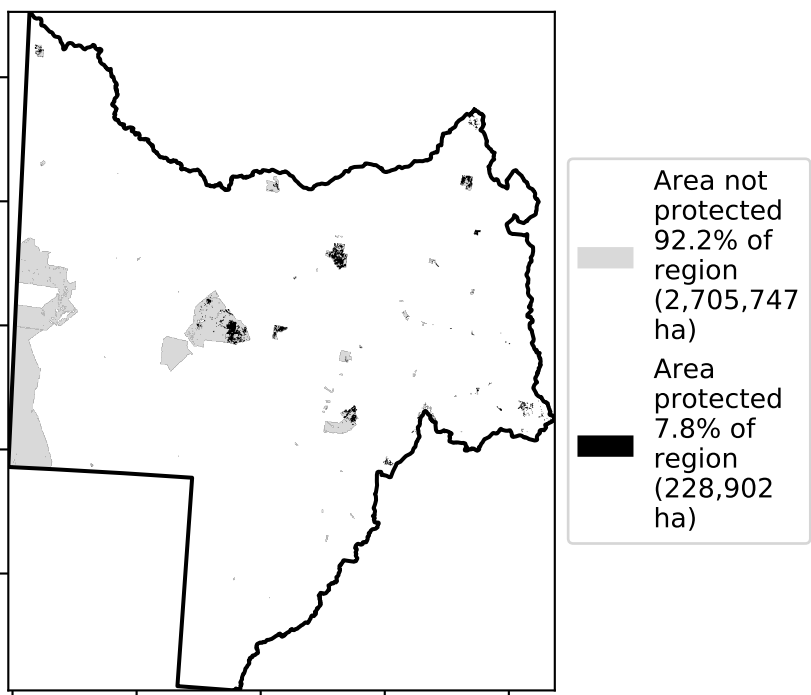 Area not
protected
92.2% of
region
(2,705,747
ha)
Area
protected
7.8% of
region
(228,902
ha)